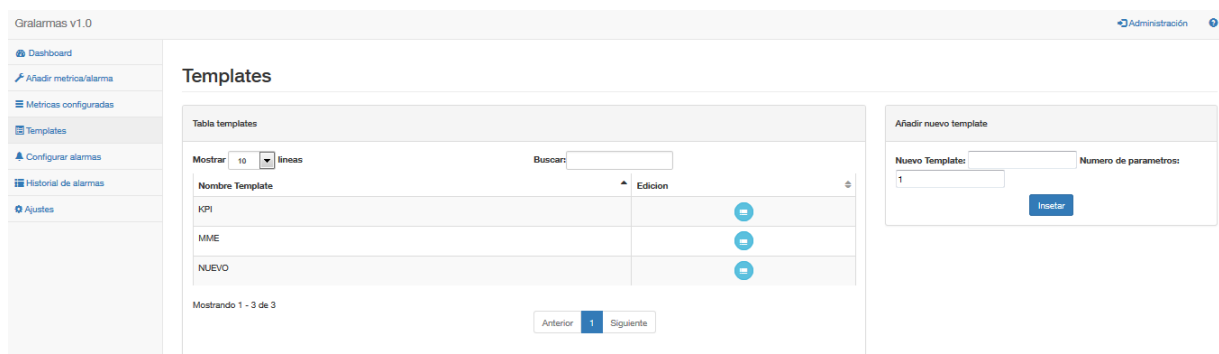 Gralarmas v1.0
Administración
Dashboard
Añadir metrica/alarma
Metricas configuradas
Templates
Configurar alarmas
Historial de alarmas
Ajustes
Templates
Tabla templates
Mostrar 10 lineas
Buscar:
Nombre Template Edicion
KPI
MME
NUEVO
Mostrando 1 - 3 de 3
Anterior 1 Siguiente
Añadir nuevo template
Nuevo Template: Numero de parametros:
1
Insetar